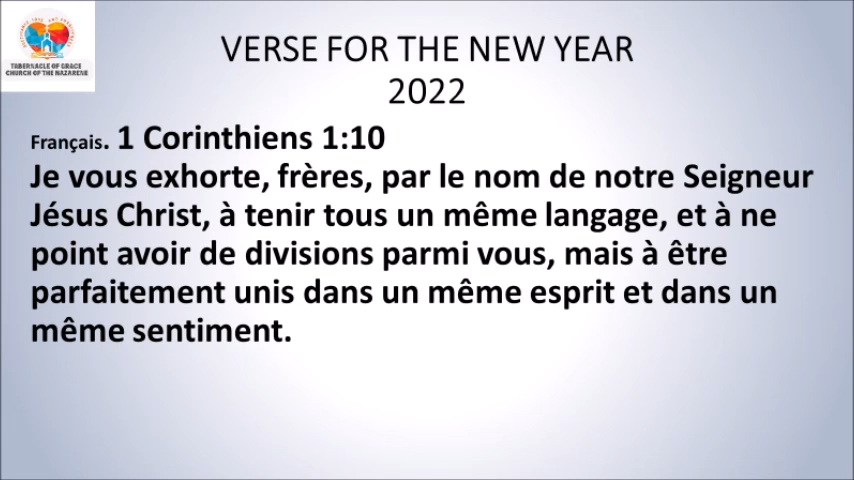 TABERNACLE OF GRACE
CHURCH OF THE NAZARENE
VERSE FOR THE NEW YEAR
2022
Français. 1 Corinthiens 1:10
Je vous exhorte, frères, par le nom de notre Seigneur
Jésus Christ, à tenir tous un même langage, et à ne
point avoir de divisions parmi vous, mais à être
parfaitement unis dans un même esprit et dans un
même sentiment.